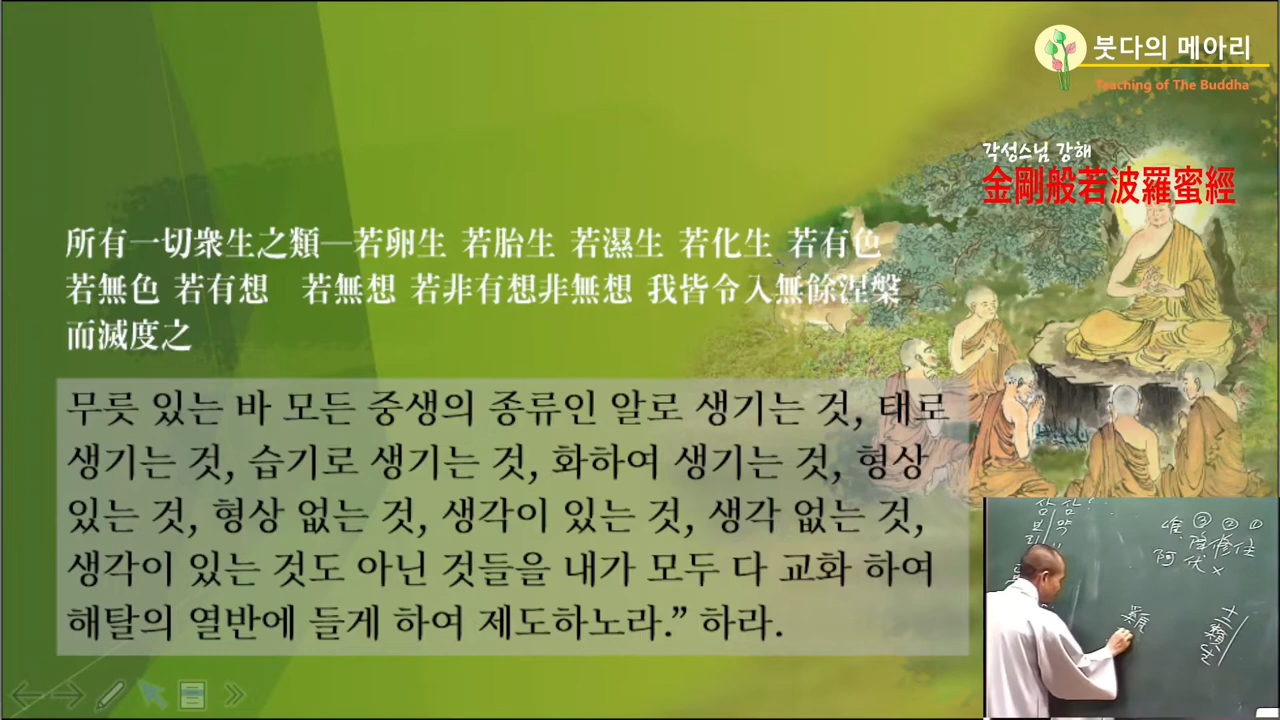 붓다의 메아리
Teaching of The Buddha
각성스님 강해
金剛般若波羅蜜經
所有一切衆生之類─若卵生 若胎生 若濕生 若化生 若有色
若無色 若有想 若無想 若非有想非無想 我皆令入無餘涅槃
而滅度之
무릇 있는 바 모든 중생의 종류인 알로 생기는 것, 태로
생기는 것, 습기로 생기는 것, 화하여 생기는 것, 형상
있는 것, 형상 없는 것, 생각이 있는 것, 생각 없는 것,
생각이 있는 것도 아닌 것들을 내가 모두 다 교화 하여
해탈의 열반에 들게 하여 제도하노라.” 하라.
③ ② ①
降 修 住
阿 伏 x